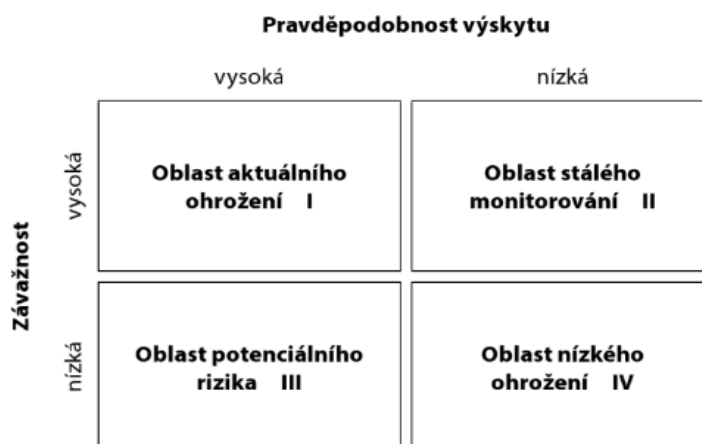 Pravděpodobnost výskytu
vysoká
nízká
Závažnost
vysoká
Oblast aktuálního
ohrožení I
Oblast stálého
monitorování II
nízká
Oblast potenciálního
rizika III
Oblast nízkého
ohrožení IV